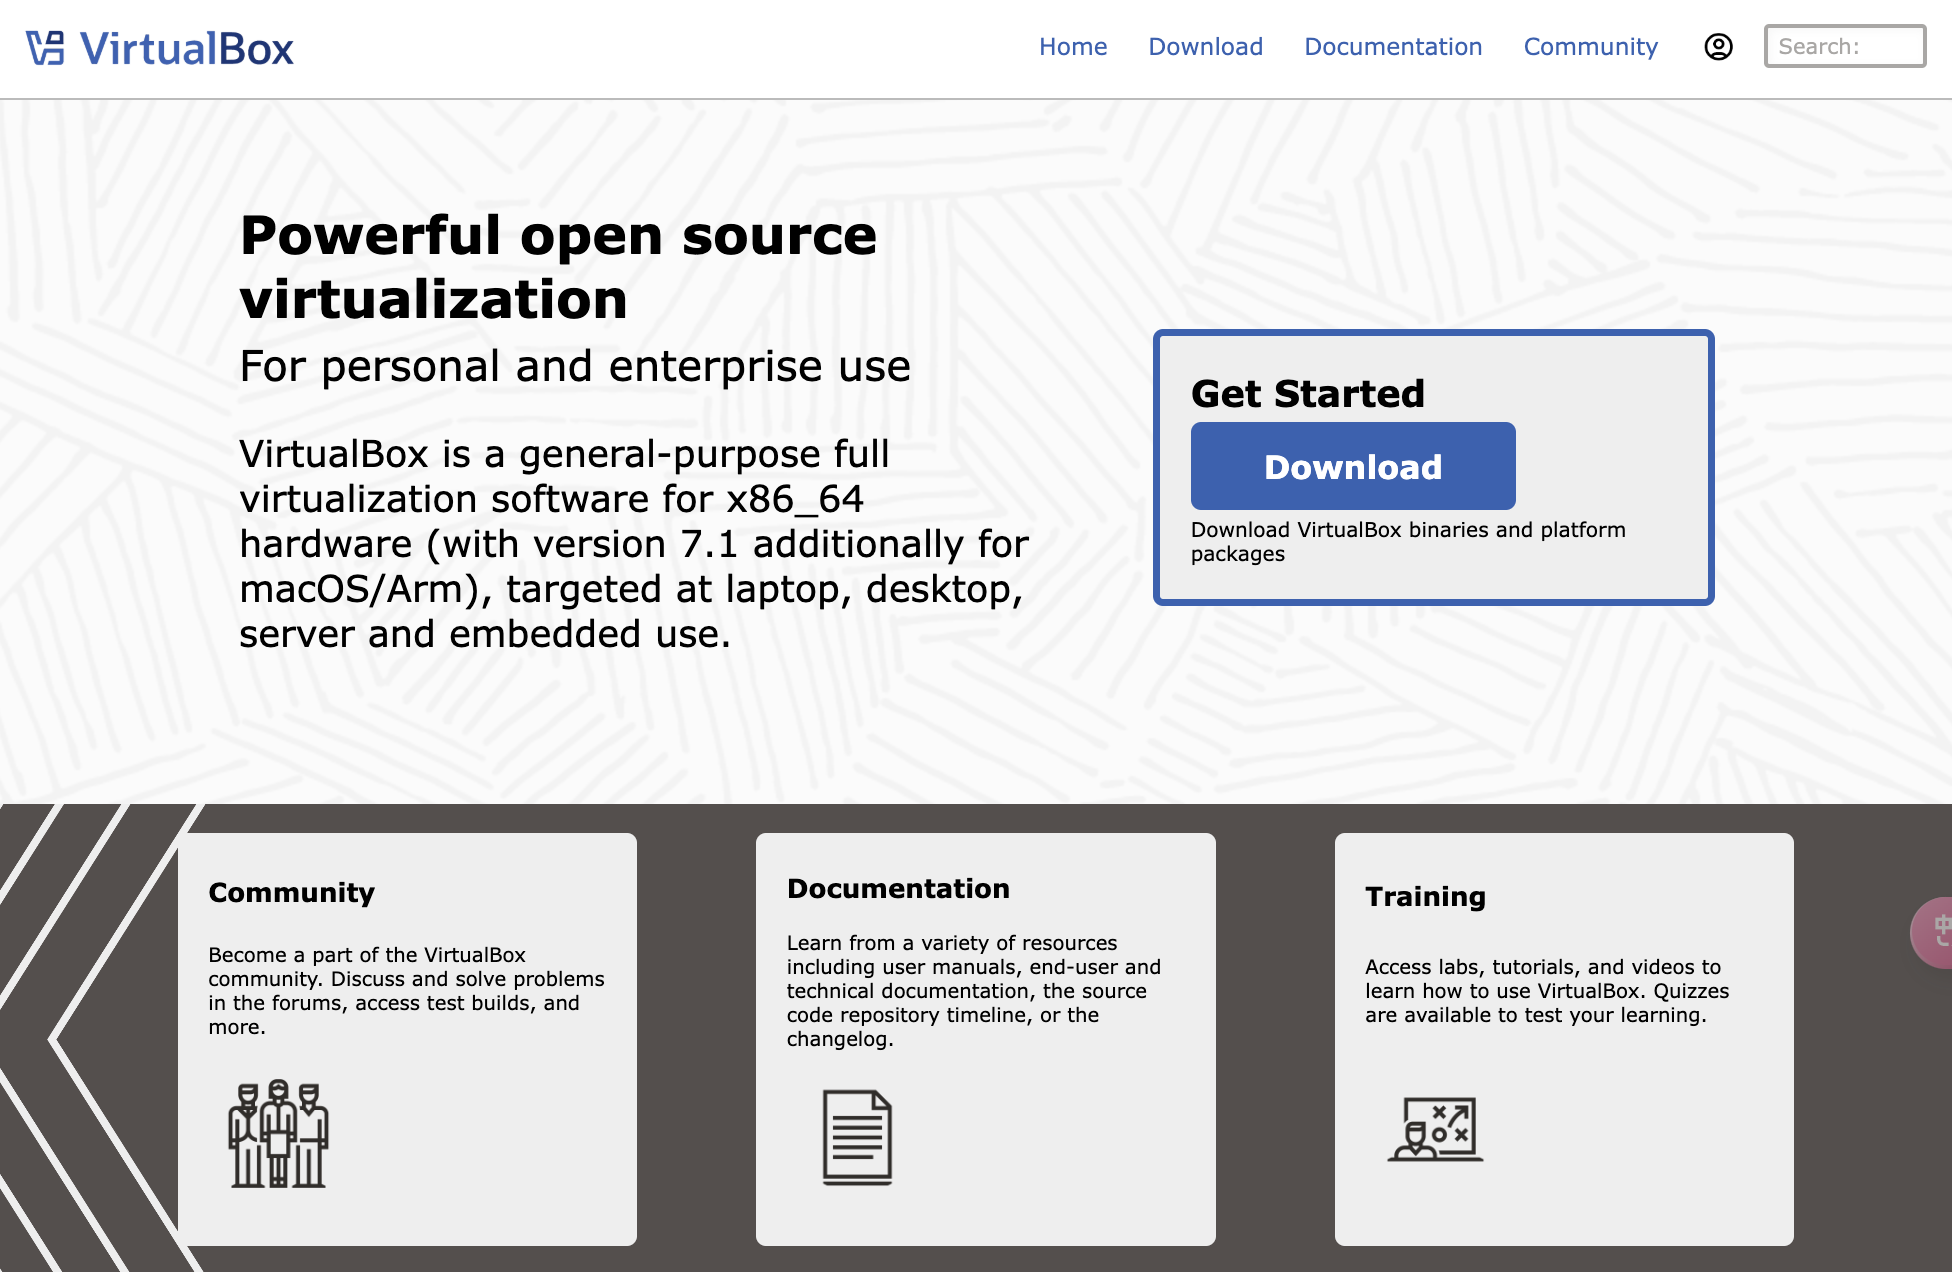 VirtualBox
Home Download Documentation Community Search:
Powerful open source
virtualization
For personal and enterprise use
VirtualBox is a general-purpose full
virtualization software for x86_64
hardware (with version 7.1 additionally for
macOS/Arm), targeted at laptop, desktop,
server and embedded use.
Get Started
Download
Download VirtualBox binaries and platform
packages
Community
Become a part of the VirtualBox
community. Discuss and solve problems
in the forums, access test builds, and
more.
Documentation
Learn from a variety of resources
including user manuals, end-user and
technical documentation, the source
code repository timeline, or the
changelog.
Training
Access labs, tutorials, and videos to
learn how to use VirtualBox. Quizzes
are available to test your learning.